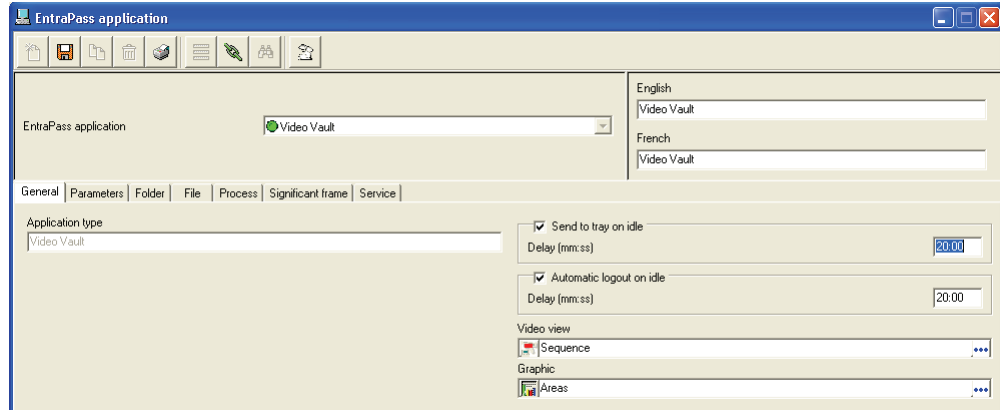 EntraPass application
English
Video Vault
EntraPass application
Video Vault
French
Video Vault
General Parameters Folder File Process Significant frame Service
Application type
Video Vault
Send to tray on idle
Delay (mm:ss) 20:00
Automatic logout on idle
Delay (mm:ss) 20:00
Video view
Sequence
Graphic
Areas